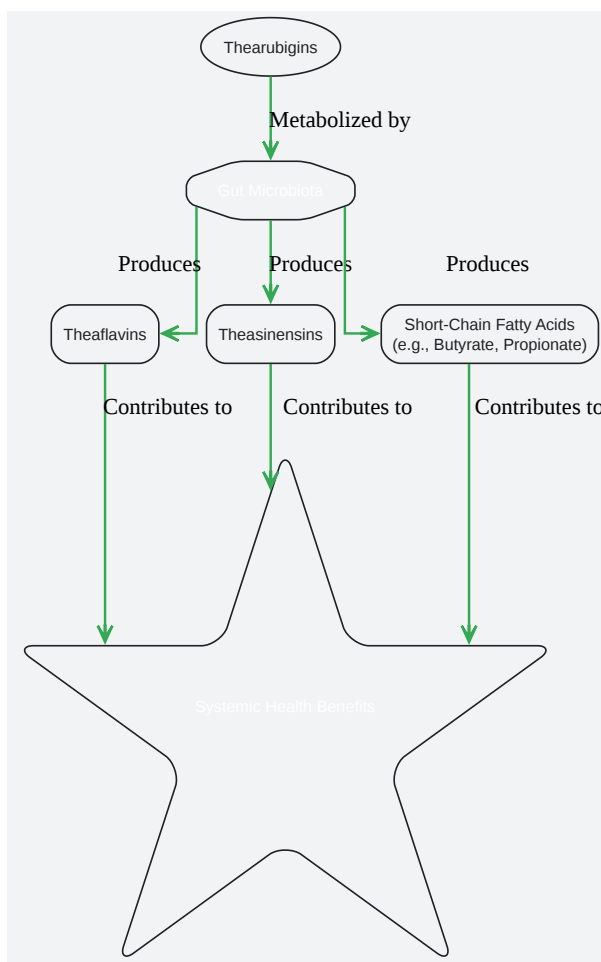 Thearubigins
Metabolized by
Gut Microbiota
Produces
Produces
Produces
Theaflavins
Theasinensins
Short-Chain Fatty Acids
(e.g., Butyrate, Propionate)
Contributes to
Contributes to
Contributes to
Systemic Health Benefits